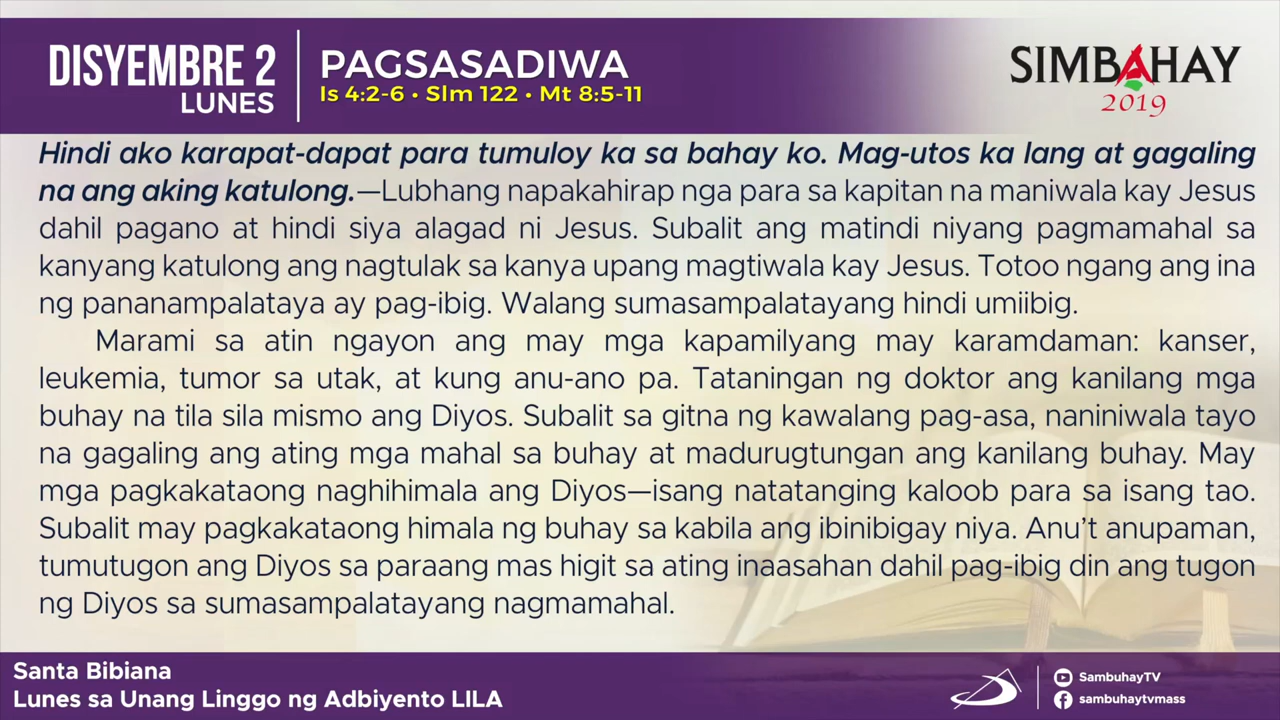 DISYEMBRE 2
LUNES
PAGSASADIWA
Is 4:2-6 • Slm 122 • Mt 8:5-11
SIMBAHAY
2019
Hindi ako karapat-dapat para tumuloy ka sa bahay ko. Mag-utos ka lang at gagaling
na ang aking katulong.—Lubhang napakahirap nga para sa kapitan na maniwala kay Jesus
dahil pagano at hindi siya alagad ni Jesus. Subalit ang matindi niyang pagmamahal sa
kanyang katulong ang nagtulak sa kanya upang magtiwala kay Jesus. Totoo ngang ang ina
ng pananampalataya ay pag-ibig. Walang sumasampalatayang hindi umiibig.
Marami sa atin ngayon ang may mga kapamilyang may karamdaman: kanser,
leukemia, tumor sa utak, at kung anu-ano pa. Tataningan ng doktor ang kanilang mga
buhay na tila sila mismo ang Diyos. Subalit sa gitna ng kawalang pag-asa, naniniwala tayo
na gagaling ang ating mga mahal sa buhay at madurugtungan ang kanilang buhay. May
mga pagkakataong naghihimala ang Diyos—isang natatanging kaloob para sa isang tao.
Subalit may pagkakataong himala ng buhay sa kabila ang ibinibigay niya. Anu't anupaman,
tumutugon ang Diyos sa paraang mas higit sa ating inaasahan dahil pag-ibig din ang tugon
ng Diyos sa sumasampalatayang nagmamahal.
Santa Bibiana
Lunes sa Unang Linggo ng Adbiyento LILA
SambuhayTV
sambuhaytvmass